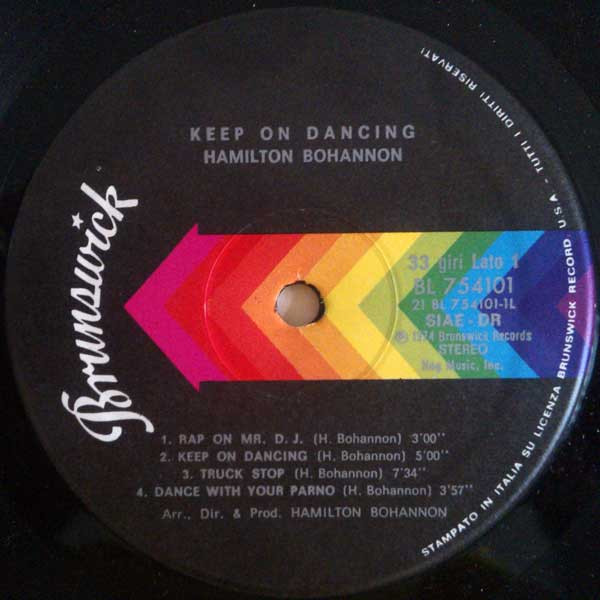 KEEP ON DANCING
HAMILTON BOHANNON
Brunswick
33 giri Lato 1
BL 754101
21 BL 754101-1L
SIAE - DR
℗ 1974 Brunswick Records
STEREO
Nog Music, Inc.
1. RAP ON MR. D. J. (H. Bohannon) 3'00''
2. KEEP ON DANCING (H. Bohannon) 5'00''
3. TRUCK STOP (H. Bohannon) 7'34''
4. DANCE WITH YOUR PARNO (H. Bohannon) 3'57''
Arr., Dir. & Prod. HAMILTON BOHANNON
STAMPATO IN ITALIA SU LICENZA BRUNSWICK RECORD, U.S.A. - TUTTI I DIRITTI RISERVATI